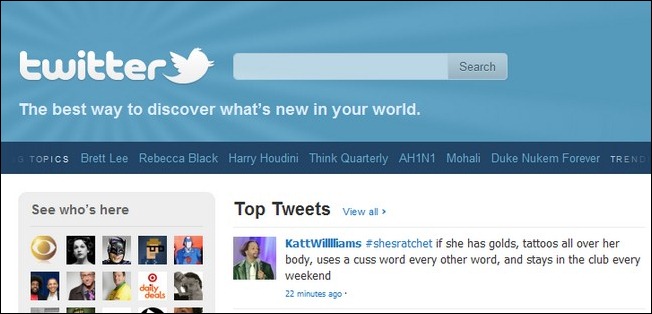 twitter
Search
The best way to discover what's new in your world.
TOPICS Brett Lee Rebecca Black Harry Houdini Think Quarterly AH1N1 Mohali Duke Nukem Forever TREND
See who's here
Top Tweets View all ›
KattWillllliams #shesratchet if she has golds, tattoos all over her
body, uses a cuss word every other word, and stays in the club every
weekend
22 minutes ago
target
daily
deals